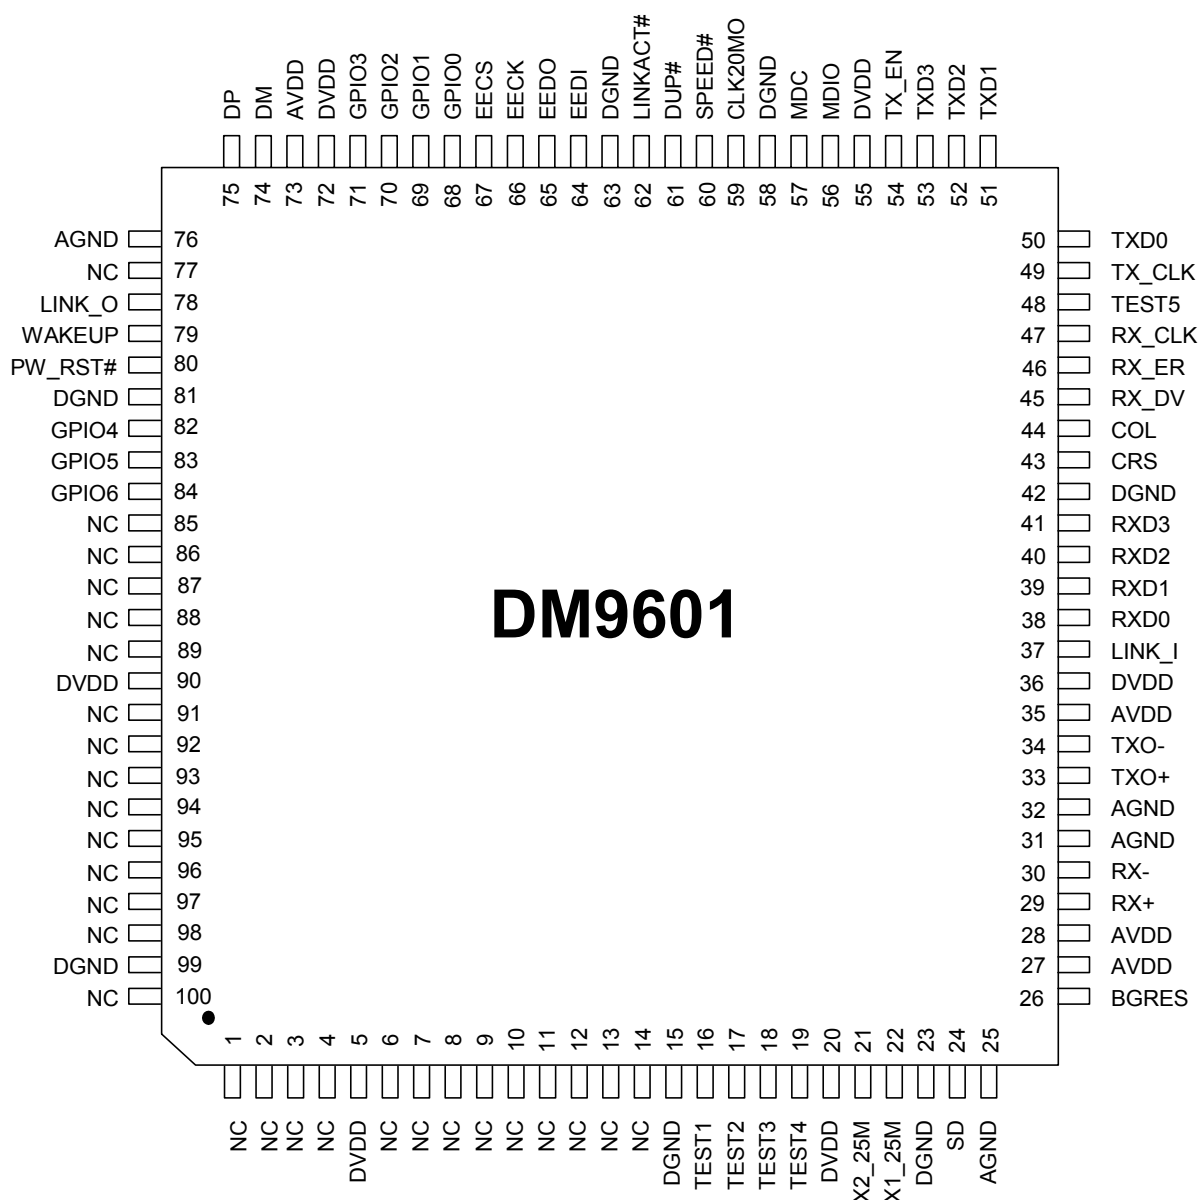 DP DM AVDD DVDD GPIO3 GPIO2 GPIO1 GPIO0 EECS EECK EEDO EEDI DGND LINKACT# DUP# SPEED# CLK20MO DGND MDC MDIO DVDD TX_EN TXD3 TXD2 TXD1
75 74 73 72 71 70 69 68 67 66 65 64 63 62 61 60 59 58 57 56 55 54 53 52 51
AGND 76 50 TXD0
NC 77 49 TX_CLK
LINK_O 78 48 TEST5
WAKEUP 79 47 RX_CLK
PW_RST# 80 46 RX_ER
DGND 81 45 RX_DV
GPIO4 82 44 COL
GPIO5 83 43 CRS
GPIO6 84 42 DGND
NC 85 41 RXD3
NC 86 40 RXD2
NC 87 39 RXD1
NC 88 38 RXD0
DM9601
NC 89 37 LINK_I
DVDD 90 36 DVDD
NC 91 35 AVDD
NC 92 34 TXO-
NC 93 33 TXO+
NC 94 32 AGND
NC 95 31 AGND
NC 96 30 RX-
NC 97 29 RX+
NC 98 28 AVDD
DGND 99 27 AVDD
NC 100 26 BGRES
1 2 3 4 5 6 7 8 9 10 11 12 13 14 15 16 17 18 19 20 21 22 23 24 25
NC NC NC NC DVDD NC NC NC NC NC NC NC NC NC DGND TEST1 TEST2 TEST3 TEST4 DVDD X2_25M X1_25M DGND SD AGND